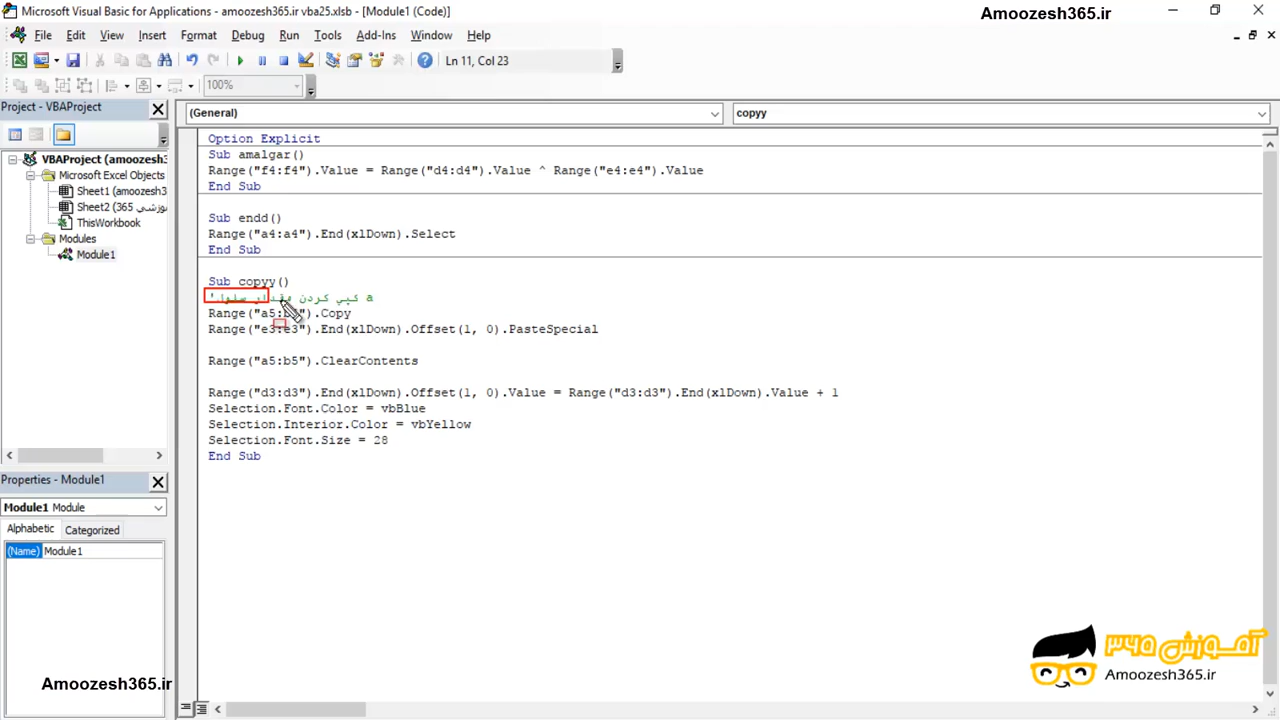 Microsoft Visual Basic for Applications - amoozesh365.ir vba25.xlsb - [Module1 (Code)]
Amoozesh365.ir
File Edit View Insert Format Debug Run Tools Add-Ins Window Help
Ln 11, Col 23
100%
Project - VBAProject
(General)
copyy
VBAProject (amoozesh3
Microsoft Excel Objects
Sheet1 (amoozesh3
Sheet2 (آموزشی 365
ThisWorkbook
Modules
Module1
Option Explicit
Sub amalgar()
Range("f4:f4").Value = Range("d4:d4").Value ^ Range("e4:e4").Value
End Sub
Sub endd()
Range("a4:a4").End(xlDown).Select
End Sub
Sub copyy()
'کپي کردن مقدار سلول a
Range("a5:b5").Copy
Range("e3:e3").End(xlDown).Offset(1, 0).PasteSpecial
Range("a5:b5").ClearContents
Range("d3:d3").End(xlDown).Offset(1, 0).Value = Range("d3:d3").End(xlDown).Value + 1
Selection.Font.Color = vbBlue
Selection.Interior.Color = vbYellow
Selection.Font.Size = 28
End Sub
Properties - Module1
Module1 Module
Alphabetic Categorized
(Name) Module1
Amoozesh365.ir
آموزش ۳۶۵
Amoozesh365.ir